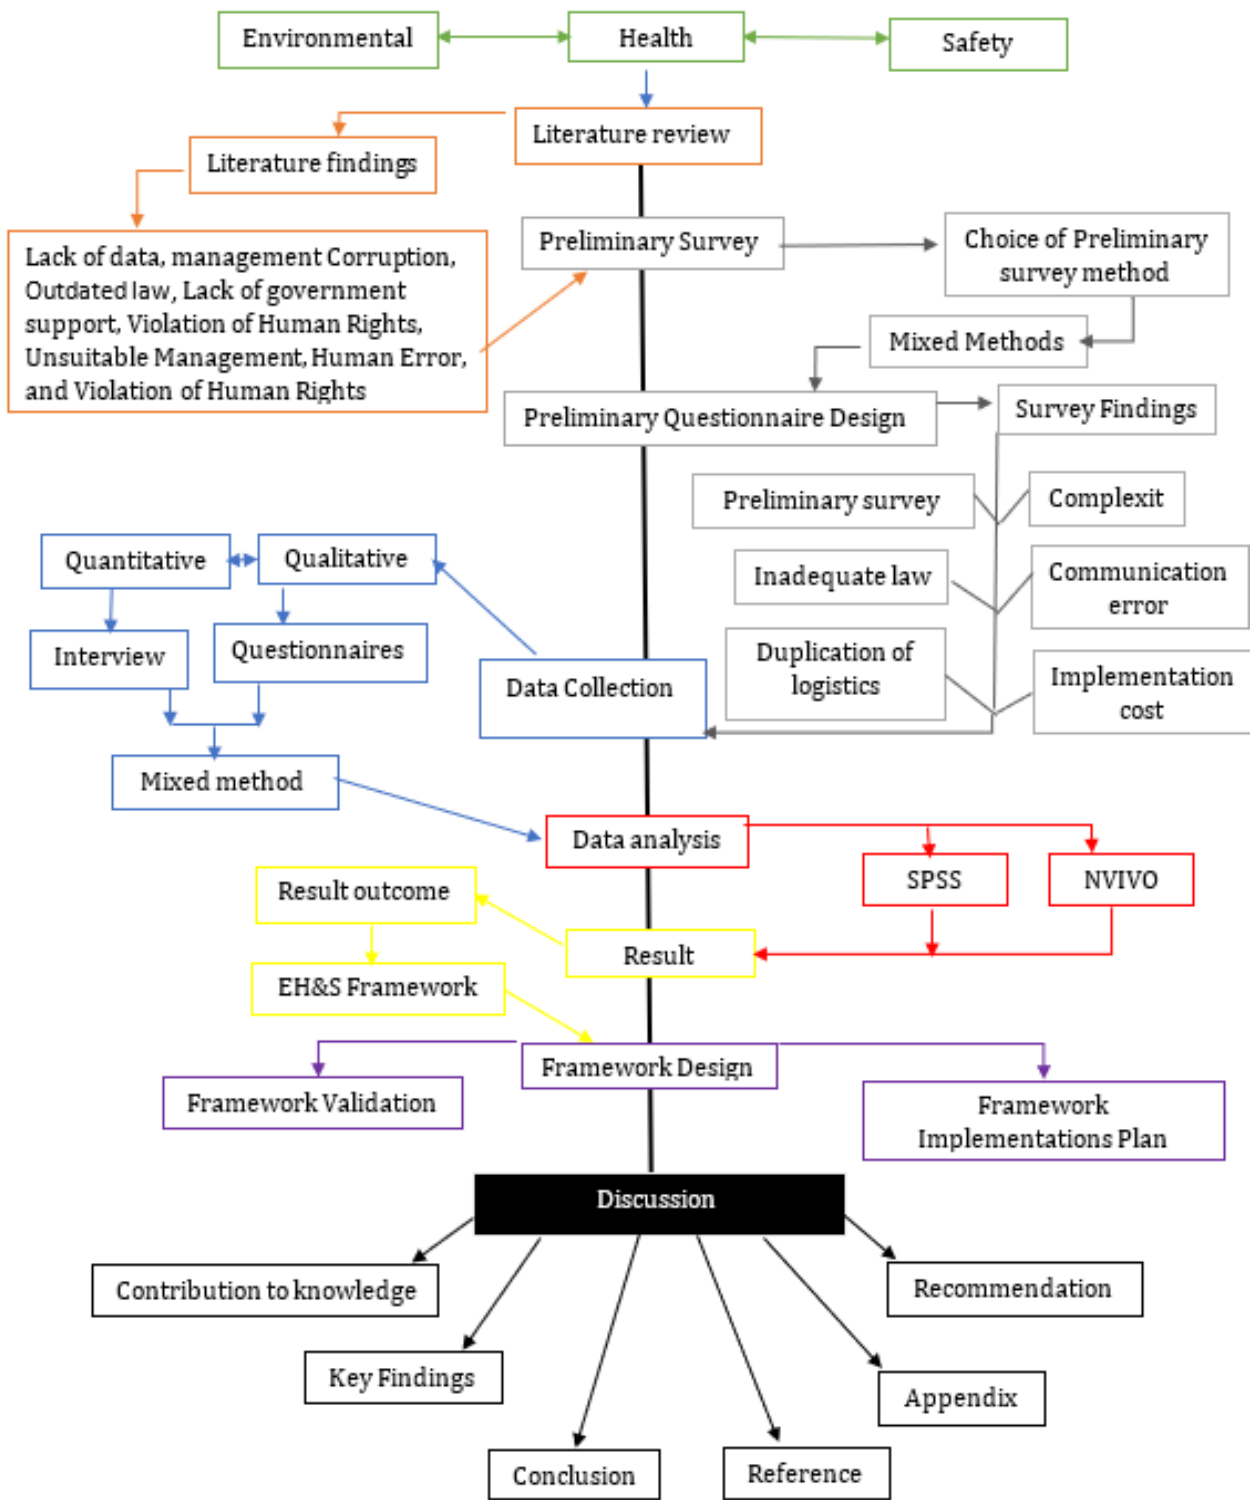 Environmental
Health
Safety
Literature review
Literature findings
Lack of data, management Corruption,
Outdated law, Lack of government
support, Violation of Human Rights,
Unsuitable Management, Human Error,
and Violation of Human Rights
Preliminary Survey
Choice of Preliminary
survey method
Mixed Methods
Preliminary Questionnaire Design
Survey Findings
Preliminary survey
Complexit
Inadequate law
Communication
error
Duplication of
logistics
Implementation
cost
Quantitative
Qualitative
Interview
Questionnaires
Data Collection
Mixed method
Data analysis
SPSS
NVIVO
Result outcome
Result
EH&S Framework
Framework Design
Framework Validation
Framework
Implementations Plan
Discussion
Contribution to knowledge
Recommendation
Key Findings
Appendix
Conclusion
Reference